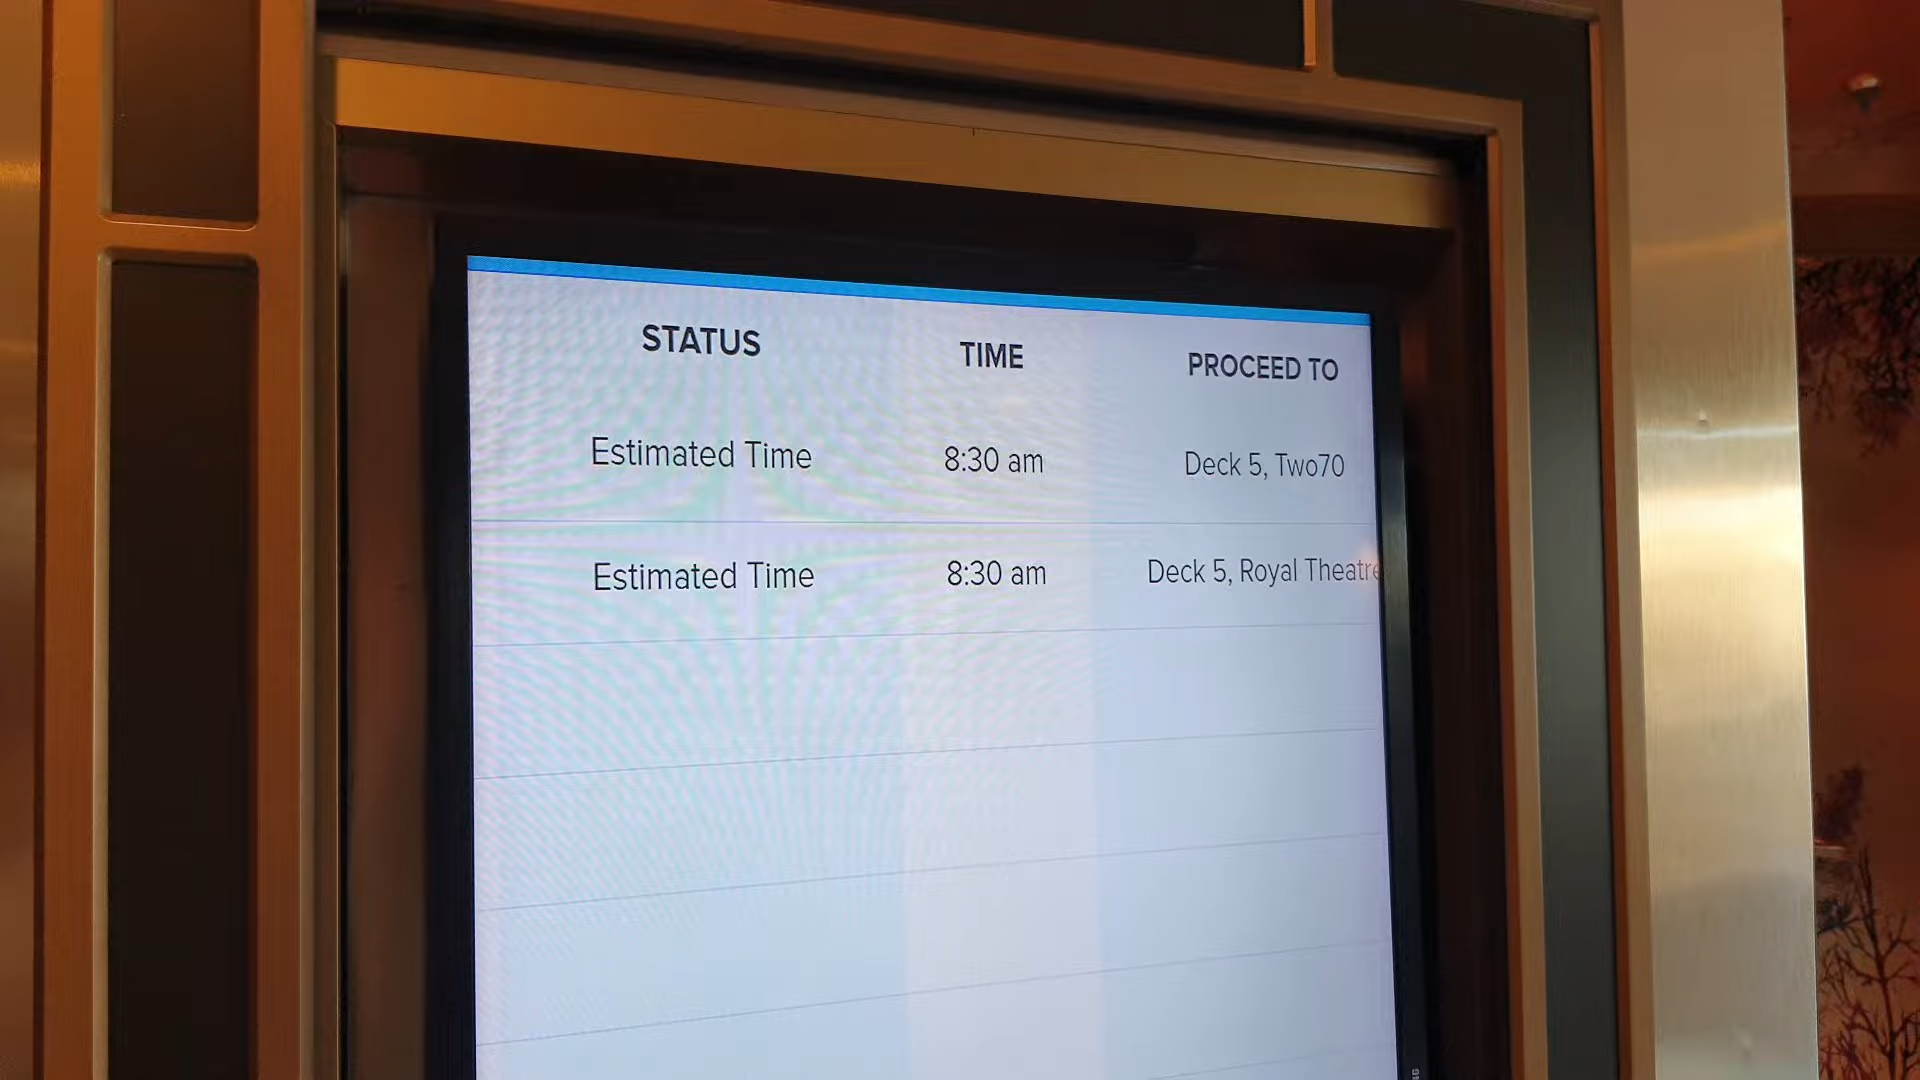 STATUS TIME PROCEED TO
Estimated Time 8:30 am Deck 5, Two70
Estimated Time 8:30 am Deck 5, Royal Theatre